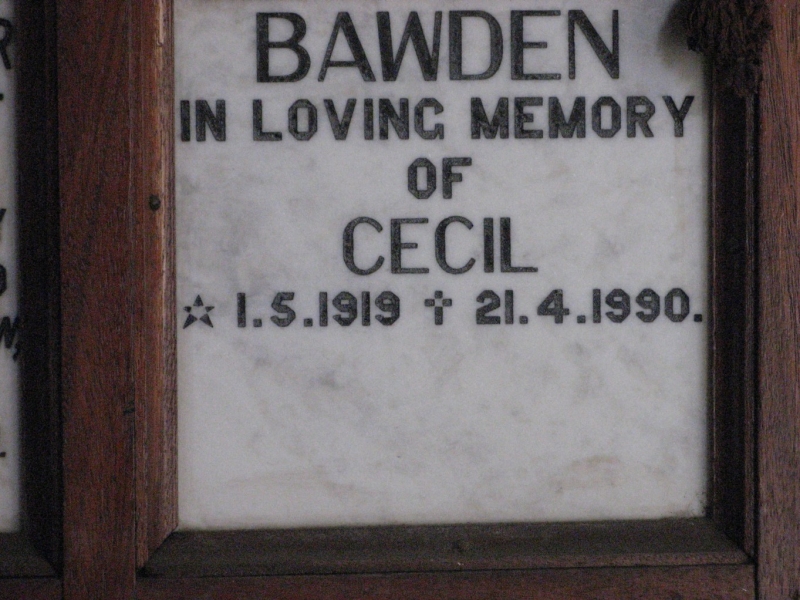 BAWDEN
IN LOVING MEMORY
OF
CECIL
☆ 1.5.1919 ✝ 21.4.1990.